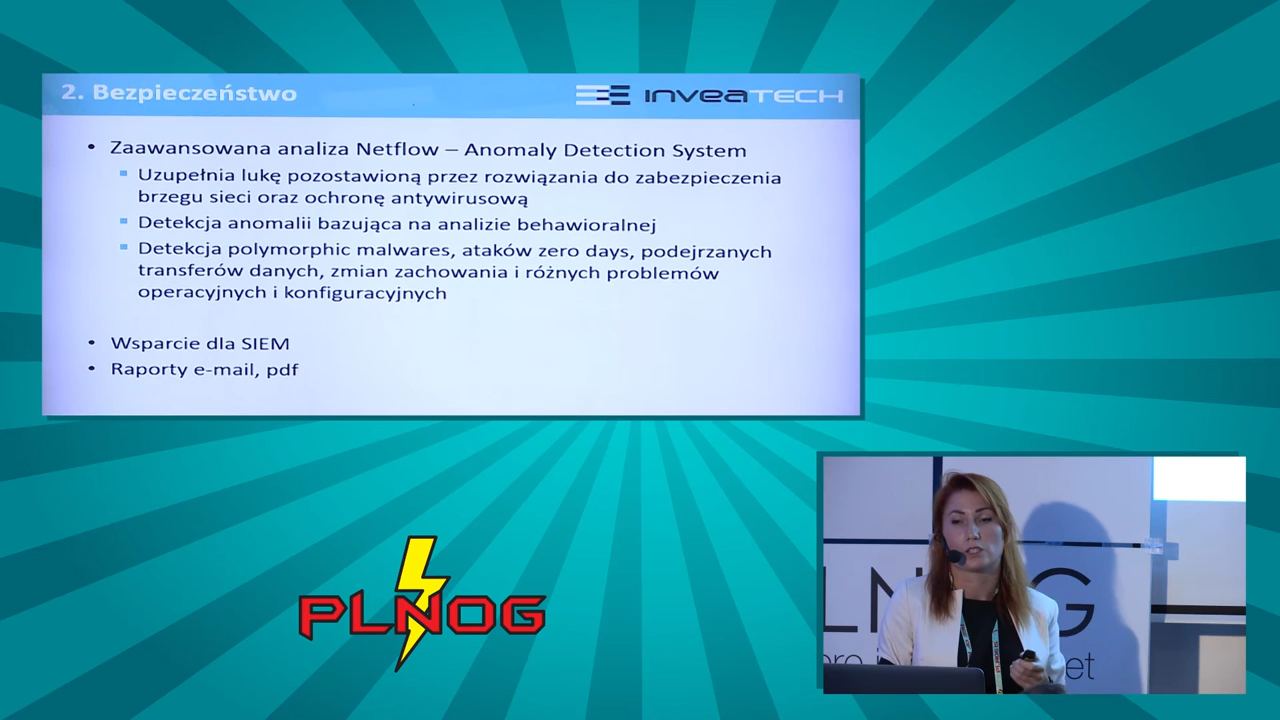 2. Bezpieczeństwo
INVEATECH
• Zaawansowana analiza Netflow – Anomaly Detection System
Uzupełnia lukę pozostawioną przez rozwiązania do zabezpieczenia
brzegu sieci oraz ochronę antywirusową
Detekcja anomalii bazująca na analizie behawioralnej
Detekcja polymorphic malwares, ataków zero days, podejrzanych
transferów danych, zmian zachowania i różnych problemów
operacyjnych i konfiguracyjnych
• Wsparcie dla SIEM
• Raporty e-mail, pdf
PLNOG